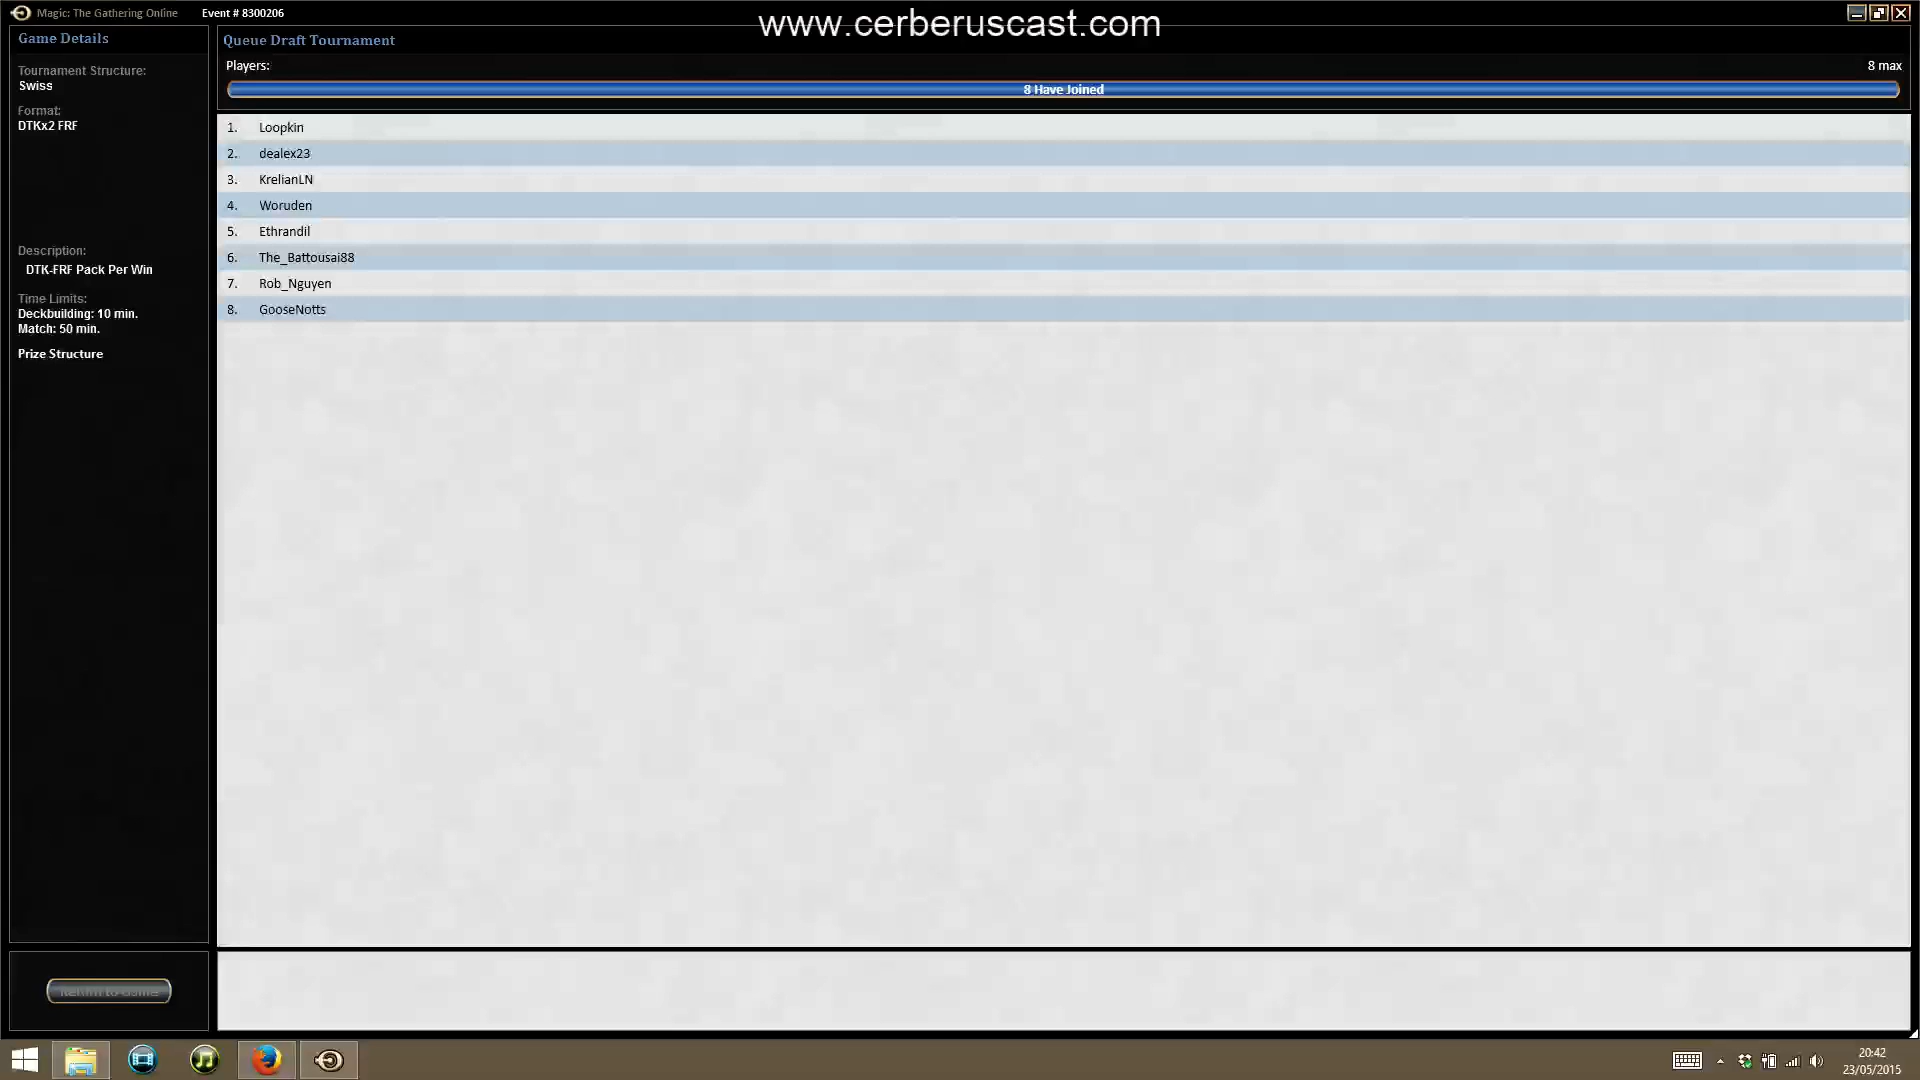 Magic: The Gathering Online
Event # 8300206
www.cerberuscast.com
Game Details
Tournament Structure:
Swiss
Format:
DTKx2 FRF
Description:
DTK-FRF Pack Per Win
Time Limits:
Deckbuilding: 10 min.
Match: 50 min.
Prize Structure
Queue Draft Tournament
Players:
8 max
8 Have Joined
1. Loopkin
2. dealex23
3. KrelianLN
4. Woruden
5. Ethrandil
6. The_Battousai88
7. Rob_Nguyen
8. GooseNotts
Return to Game
20:42
23/05/2015